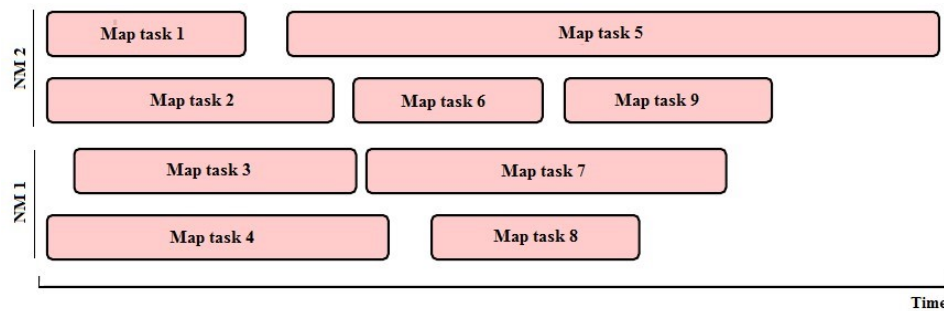 NM 2
Map task 1
Map task 5
Map task 2
Map task 6
Map task 9
NM 1
Map task 3
Map task 7
Map task 4
Map task 8
Time